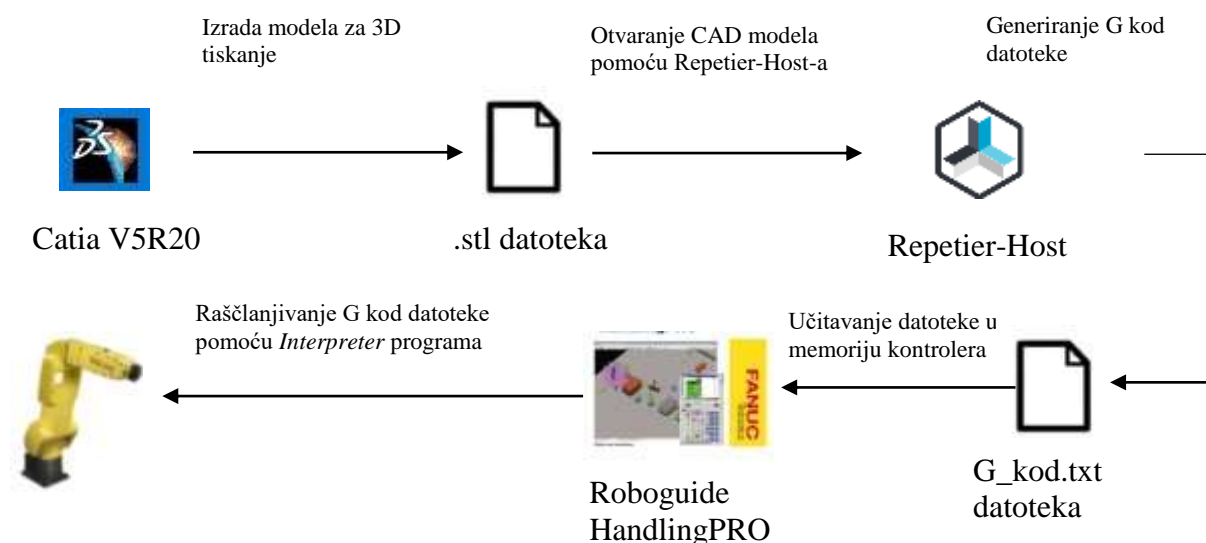 Izrada modela za 3D
tiskanje
Otvaranje CAD modela
pomoću Repetier-Host-a
Generiranje G kod
datoteke
Catia V5R20
.stl datoteka
Repetier-Host
Raščlanjivanje G kod datoteke
pomoću Interpreter programa
Učitavanje datoteke u
memoriju kontrolera
FANUC
Roboguide
HandlingPRO
G_kod.txt
datoteka